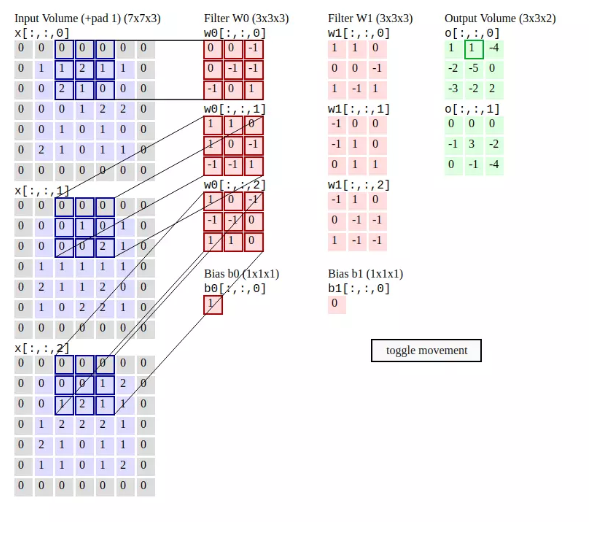 Input Volume (+pad 1) (7x7x3)
x[:,:,0]
0 0 0 0 0 0 0
0 1 1 2 1 1 0
0 0 2 1 0 0 0
0 0 0 1 2 2 0
0 0 1 0 1 0 0
0 2 1 0 1 1 0
0 0 0 0 0 0 0
x[:,:,1]
0 0 0 0 0 0 0
0 0 0 1 0 1 0
0 0 0 0 2 1 0
0 1 1 1 1 1 0
0 2 1 1 2 0 0
0 1 0 2 2 1 0
0 0 0 0 0 0 0
x[:,:,2]
0 0 0 0 0 0 0
0 0 0 0 1 2 0
0 0 1 2 1 1 0
0 1 2 2 2 1 0
0 2 1 0 1 1 0
0 1 1 0 1 2 0
0 0 0 0 0 0 0
Filter W0 (3x3x3)
w0[:,:,0]
0 0 -1
0 -1 -1
-1 0 1
w0[:,:,1]
1 1 0
1 0 -1
-1 -1 1
w0[:,:,2]
1 0 -1
-1 -1 0
1 1 0
Bias b0 (1x1x1)
b0[:,:,0]
1
Filter W1 (3x3x3)
w1[:,:,0]
1 1 0
0 0 -1
1 -1 1
w1[:,:,1]
-1 0 0
-1 1 0
0 1 1
w1[:,:,2]
-1 1 0
0 -1 -1
1 -1 -1
Bias b1 (1x1x1)
b1[:,:,0]
0
Output Volume (3x3x2)
o[:,:,0]
1 1 -4
-2 -5 0
-3 -2 2
o[:,:,1]
0 0 0
-1 3 -2
0 -1 -4
toggle movement